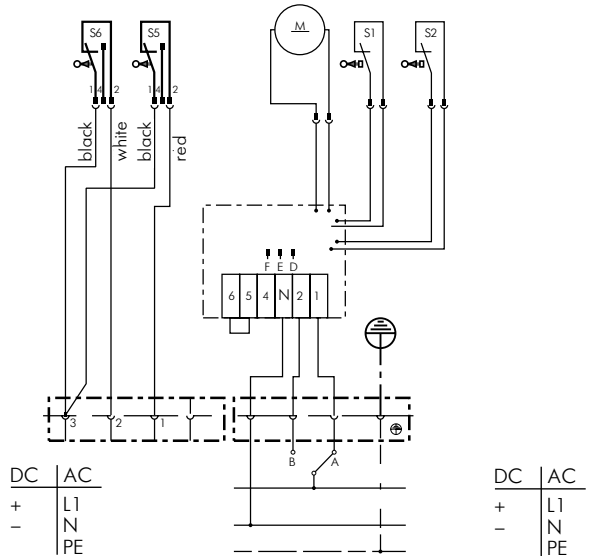 S6 S5 M S1 S2
1 4 2 1 4 2
black white black red
F E D
6 5 4 N 2 1
3 2 1
B A
DC AC
+ L1
– N
PE
DC AC
+ L1
– N
PE